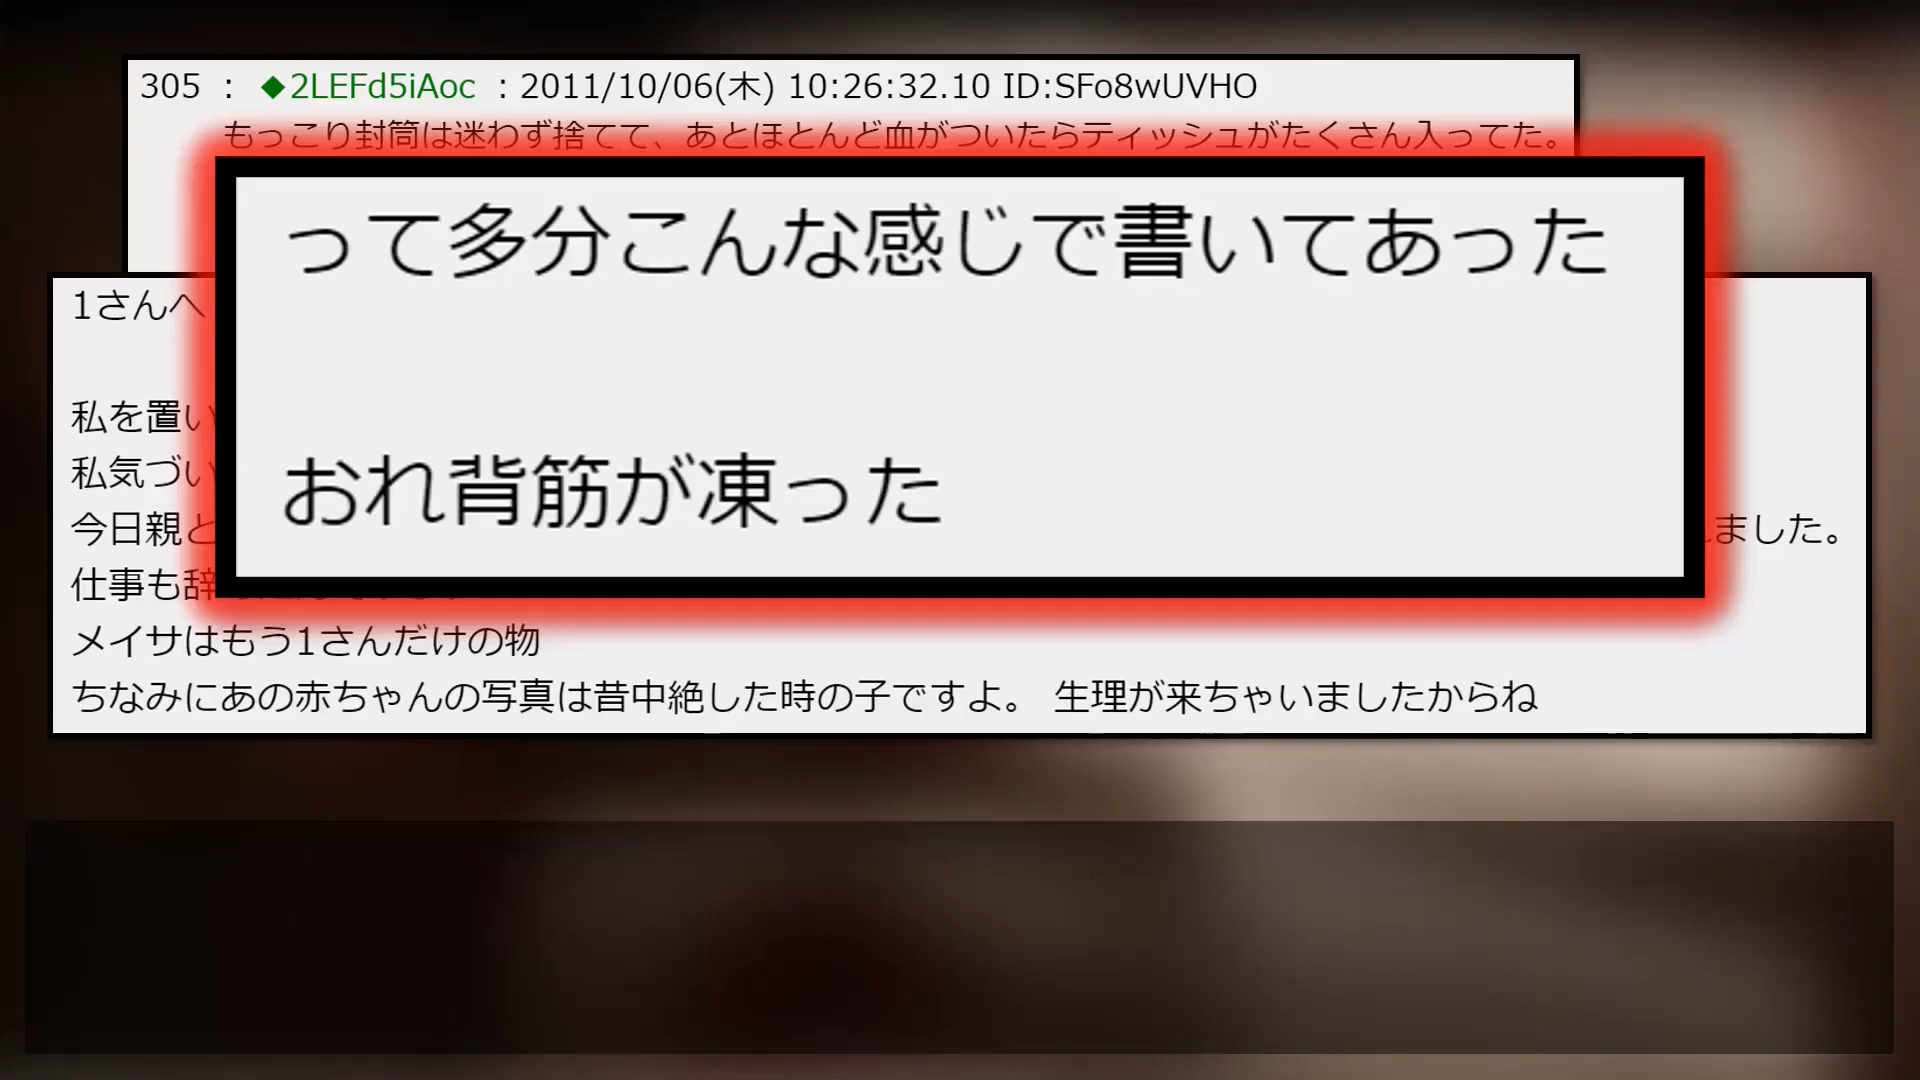 305 : ◆2LEFd5iAoc : 2011/10/06(木) 10:26:32.10 ID:SFo8wUVHO
もっこり封筒は迷わず捨てて、あとほとんど血がついたらティッシュがたくさん入ってた。
って多分こんな感じで書いてあった
おれ背筋が凍った
1さんへ
私を置い
私気づい
今日親と
ました。
仕事も辞
メイサはもう1さんだけの物
ちなみにあの赤ちゃんの写真は昔中絶した時の子ですよ。 生理が来ちゃいましたからね